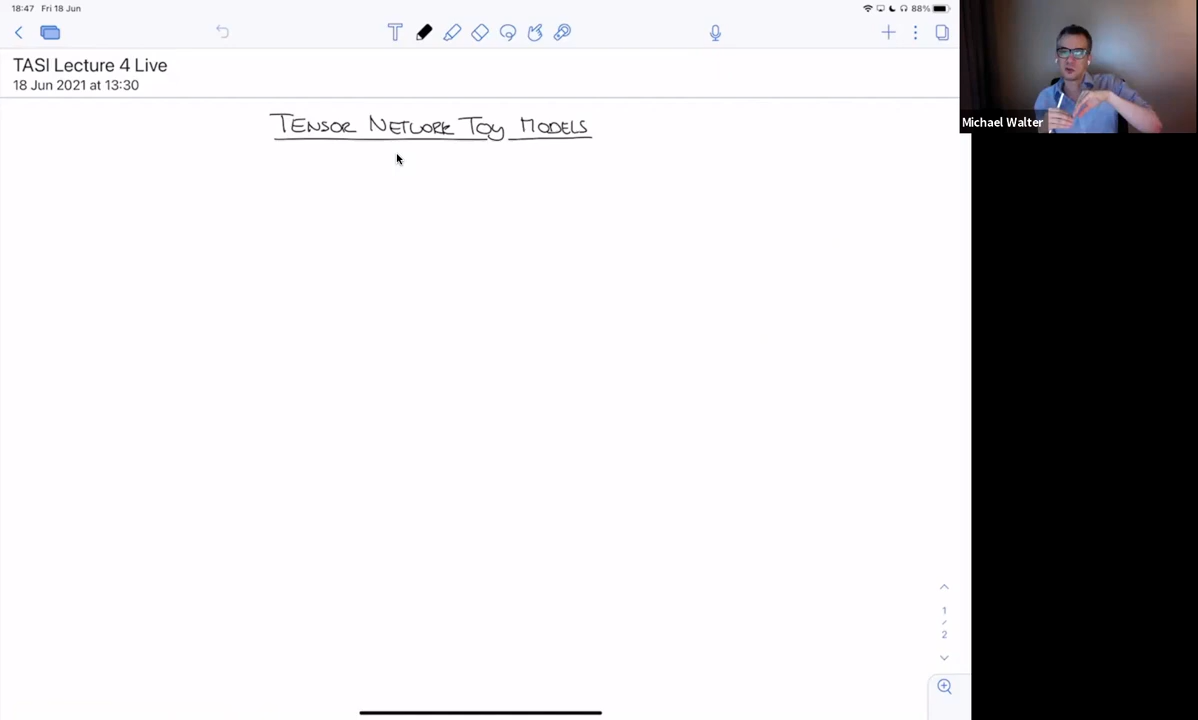 18:47 Fri 18 Jun
88%
TASI Lecture 4 Live
18 Jun 2021 at 13:30
TENSOR NETWORK TOY MODELS
Michael Walter
1
/
2